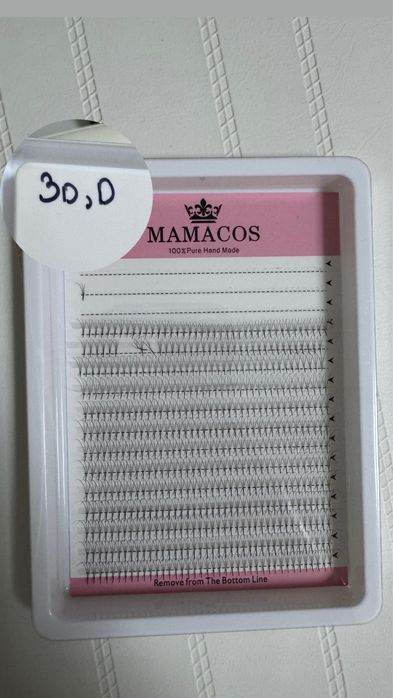 30,D
MAMACOS
100%Pure Hand Made
Remove from The Bottom Line